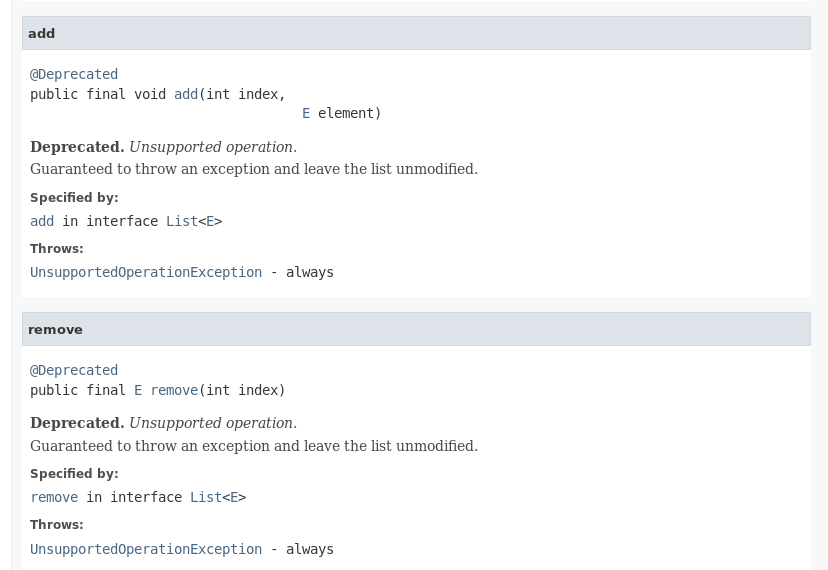 add
@Deprecated
public final void add(int index,
E element)
Deprecated. Unsupported operation.
Guaranteed to throw an exception and leave the list unmodified.
Specified by:
add in interface List<E>
Throws:
UnsupportedOperationException - always
remove
@Deprecated
public final E remove(int index)
Deprecated. Unsupported operation.
Guaranteed to throw an exception and leave the list unmodified.
Specified by:
remove in interface List<E>
Throws:
UnsupportedOperationException - always